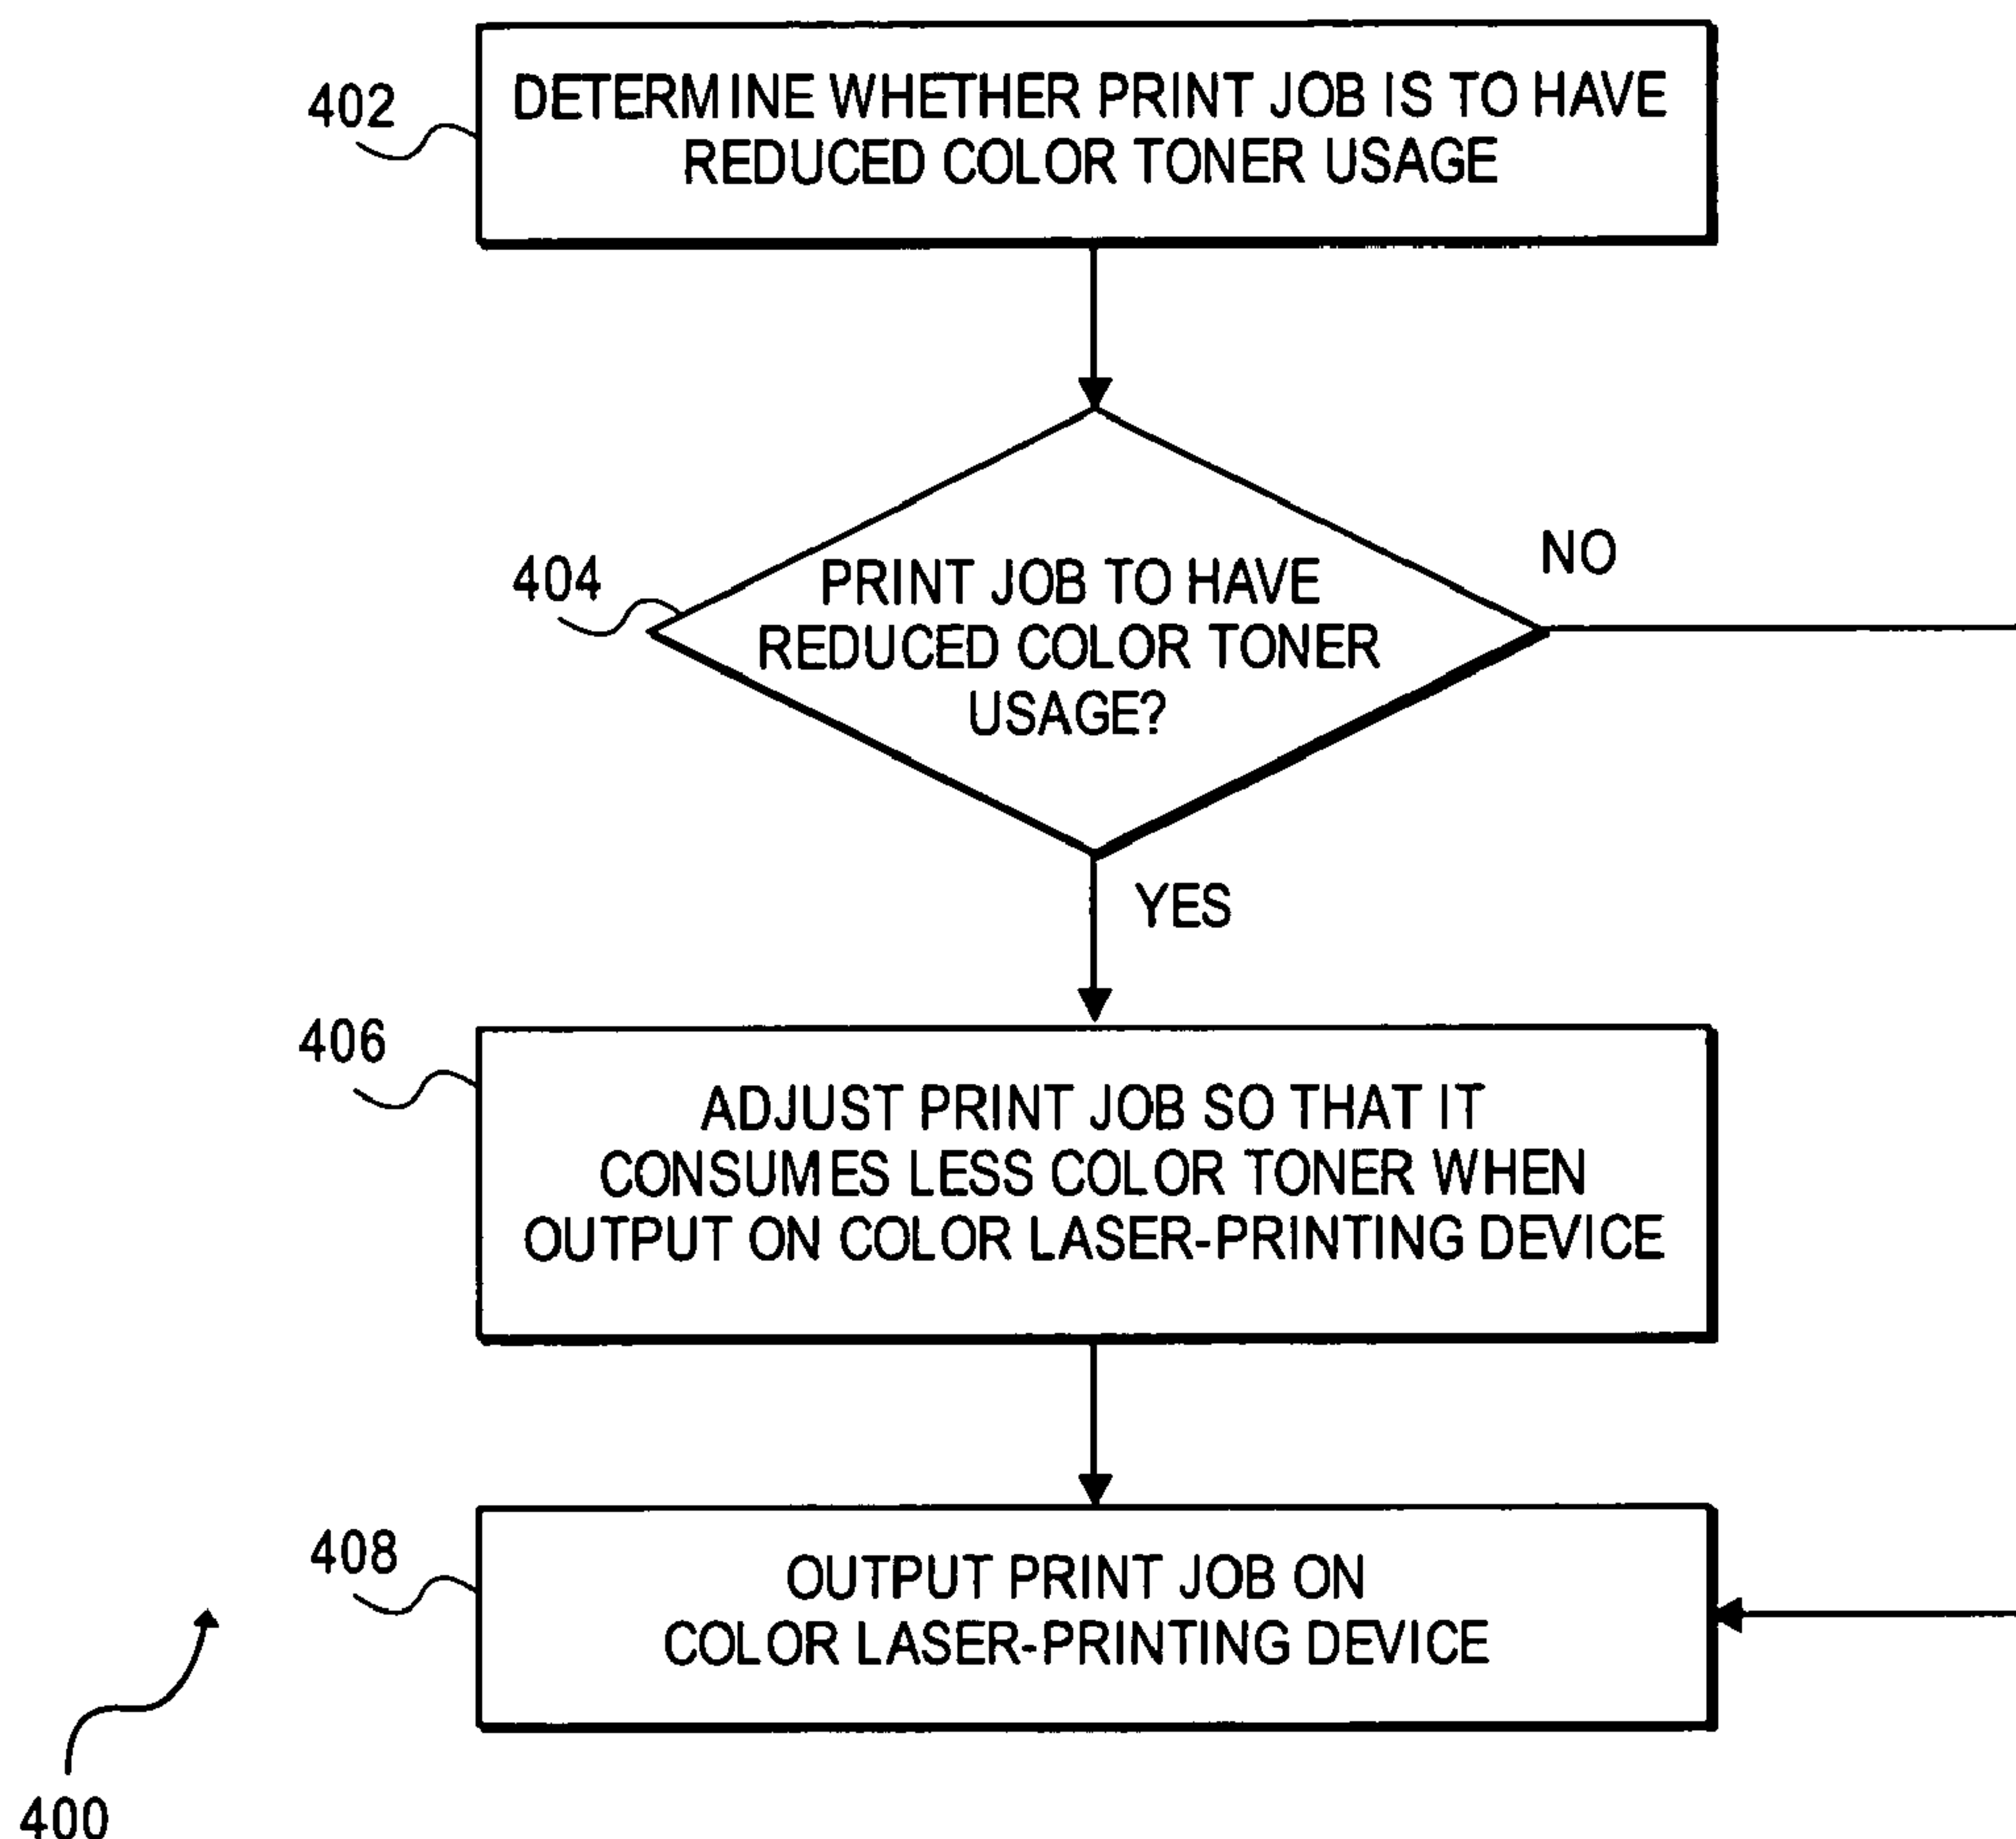 402
DETERMINE WHETHER PRINT JOB IS TO HAVE
REDUCED COLOR TONER USAGE
404
PRINT JOB TO HAVE
REDUCED COLOR TONER
USAGE?
NO
YES
406
ADJUST PRINT JOB SO THAT IT
CONSUMES LESS COLOR TONER WHEN
OUTPUT ON COLOR LASER-PRINTING DEVICE
408
OUTPUT PRINT JOB ON
COLOR LASER-PRINTING DEVICE
400